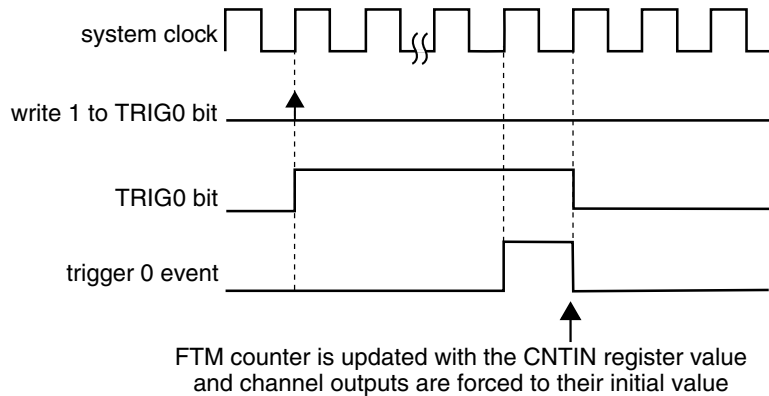 system clock
write 1 to TRIG0 bit
TRIG0 bit
trigger 0 event
FTM counter is updated with the CNTIN register value
and channel outputs are forced to their initial value